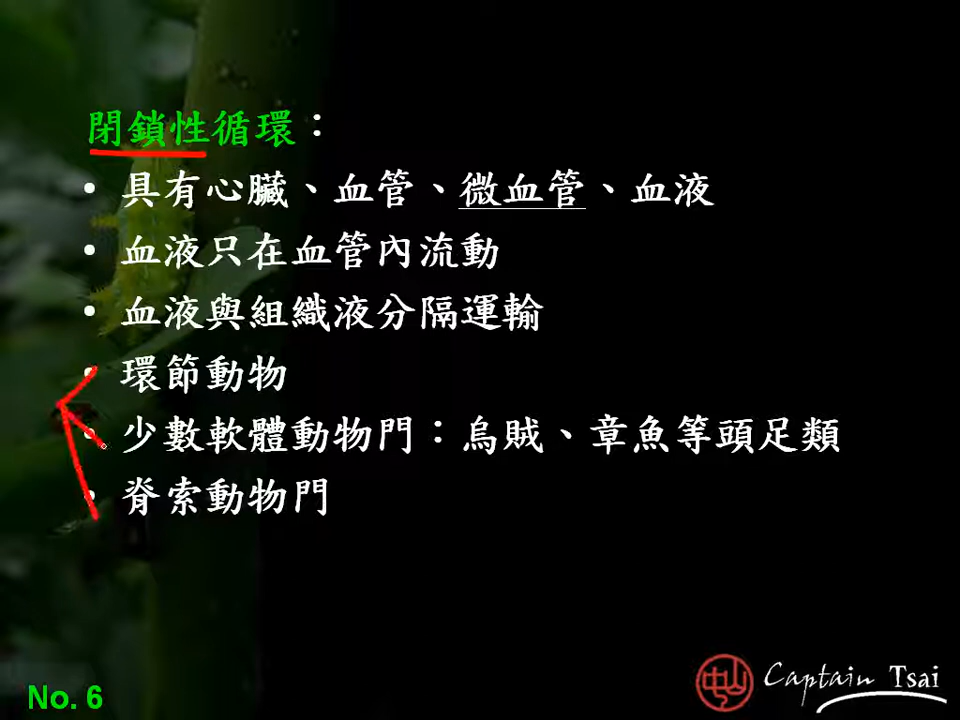 閉鎖性循環：
• 具有心臟、血管、微血管、血液
• 血液只在血管內流動
• 血液與組織液分隔運輸
• 環節動物
• 少數軟體動物門：烏賊、章魚等頭足類
• 脊索動物門
Captain Tsai
No. 6